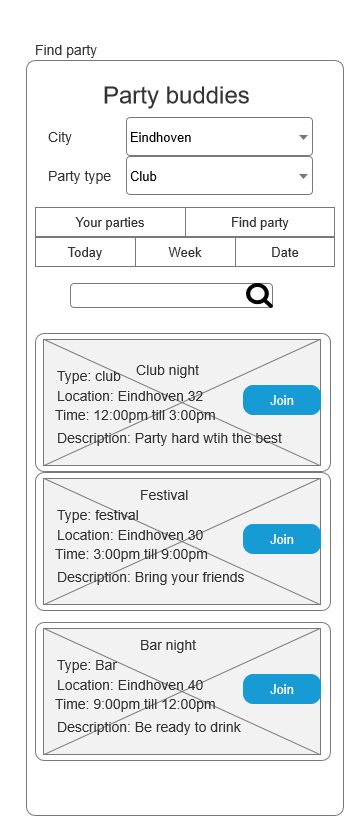 Find party
Party buddies
City
Eindhoven
Party type
Club
Your parties
Find party
Today
Week
Date
Club night
Type: club
Location: Eindhoven 32
Time: 12:00pm till 3:00pm
Join
Description: Party hard wtih the best
Festival
Type: festival
Location: Eindhoven 30
Time: 3:00pm till 9:00pm
Join
Description: Bring your friends
Bar night
Type: Bar
Location: Eindhoven 40
Time: 9:00pm till 12:00pm
Join
Description: Be ready to drink